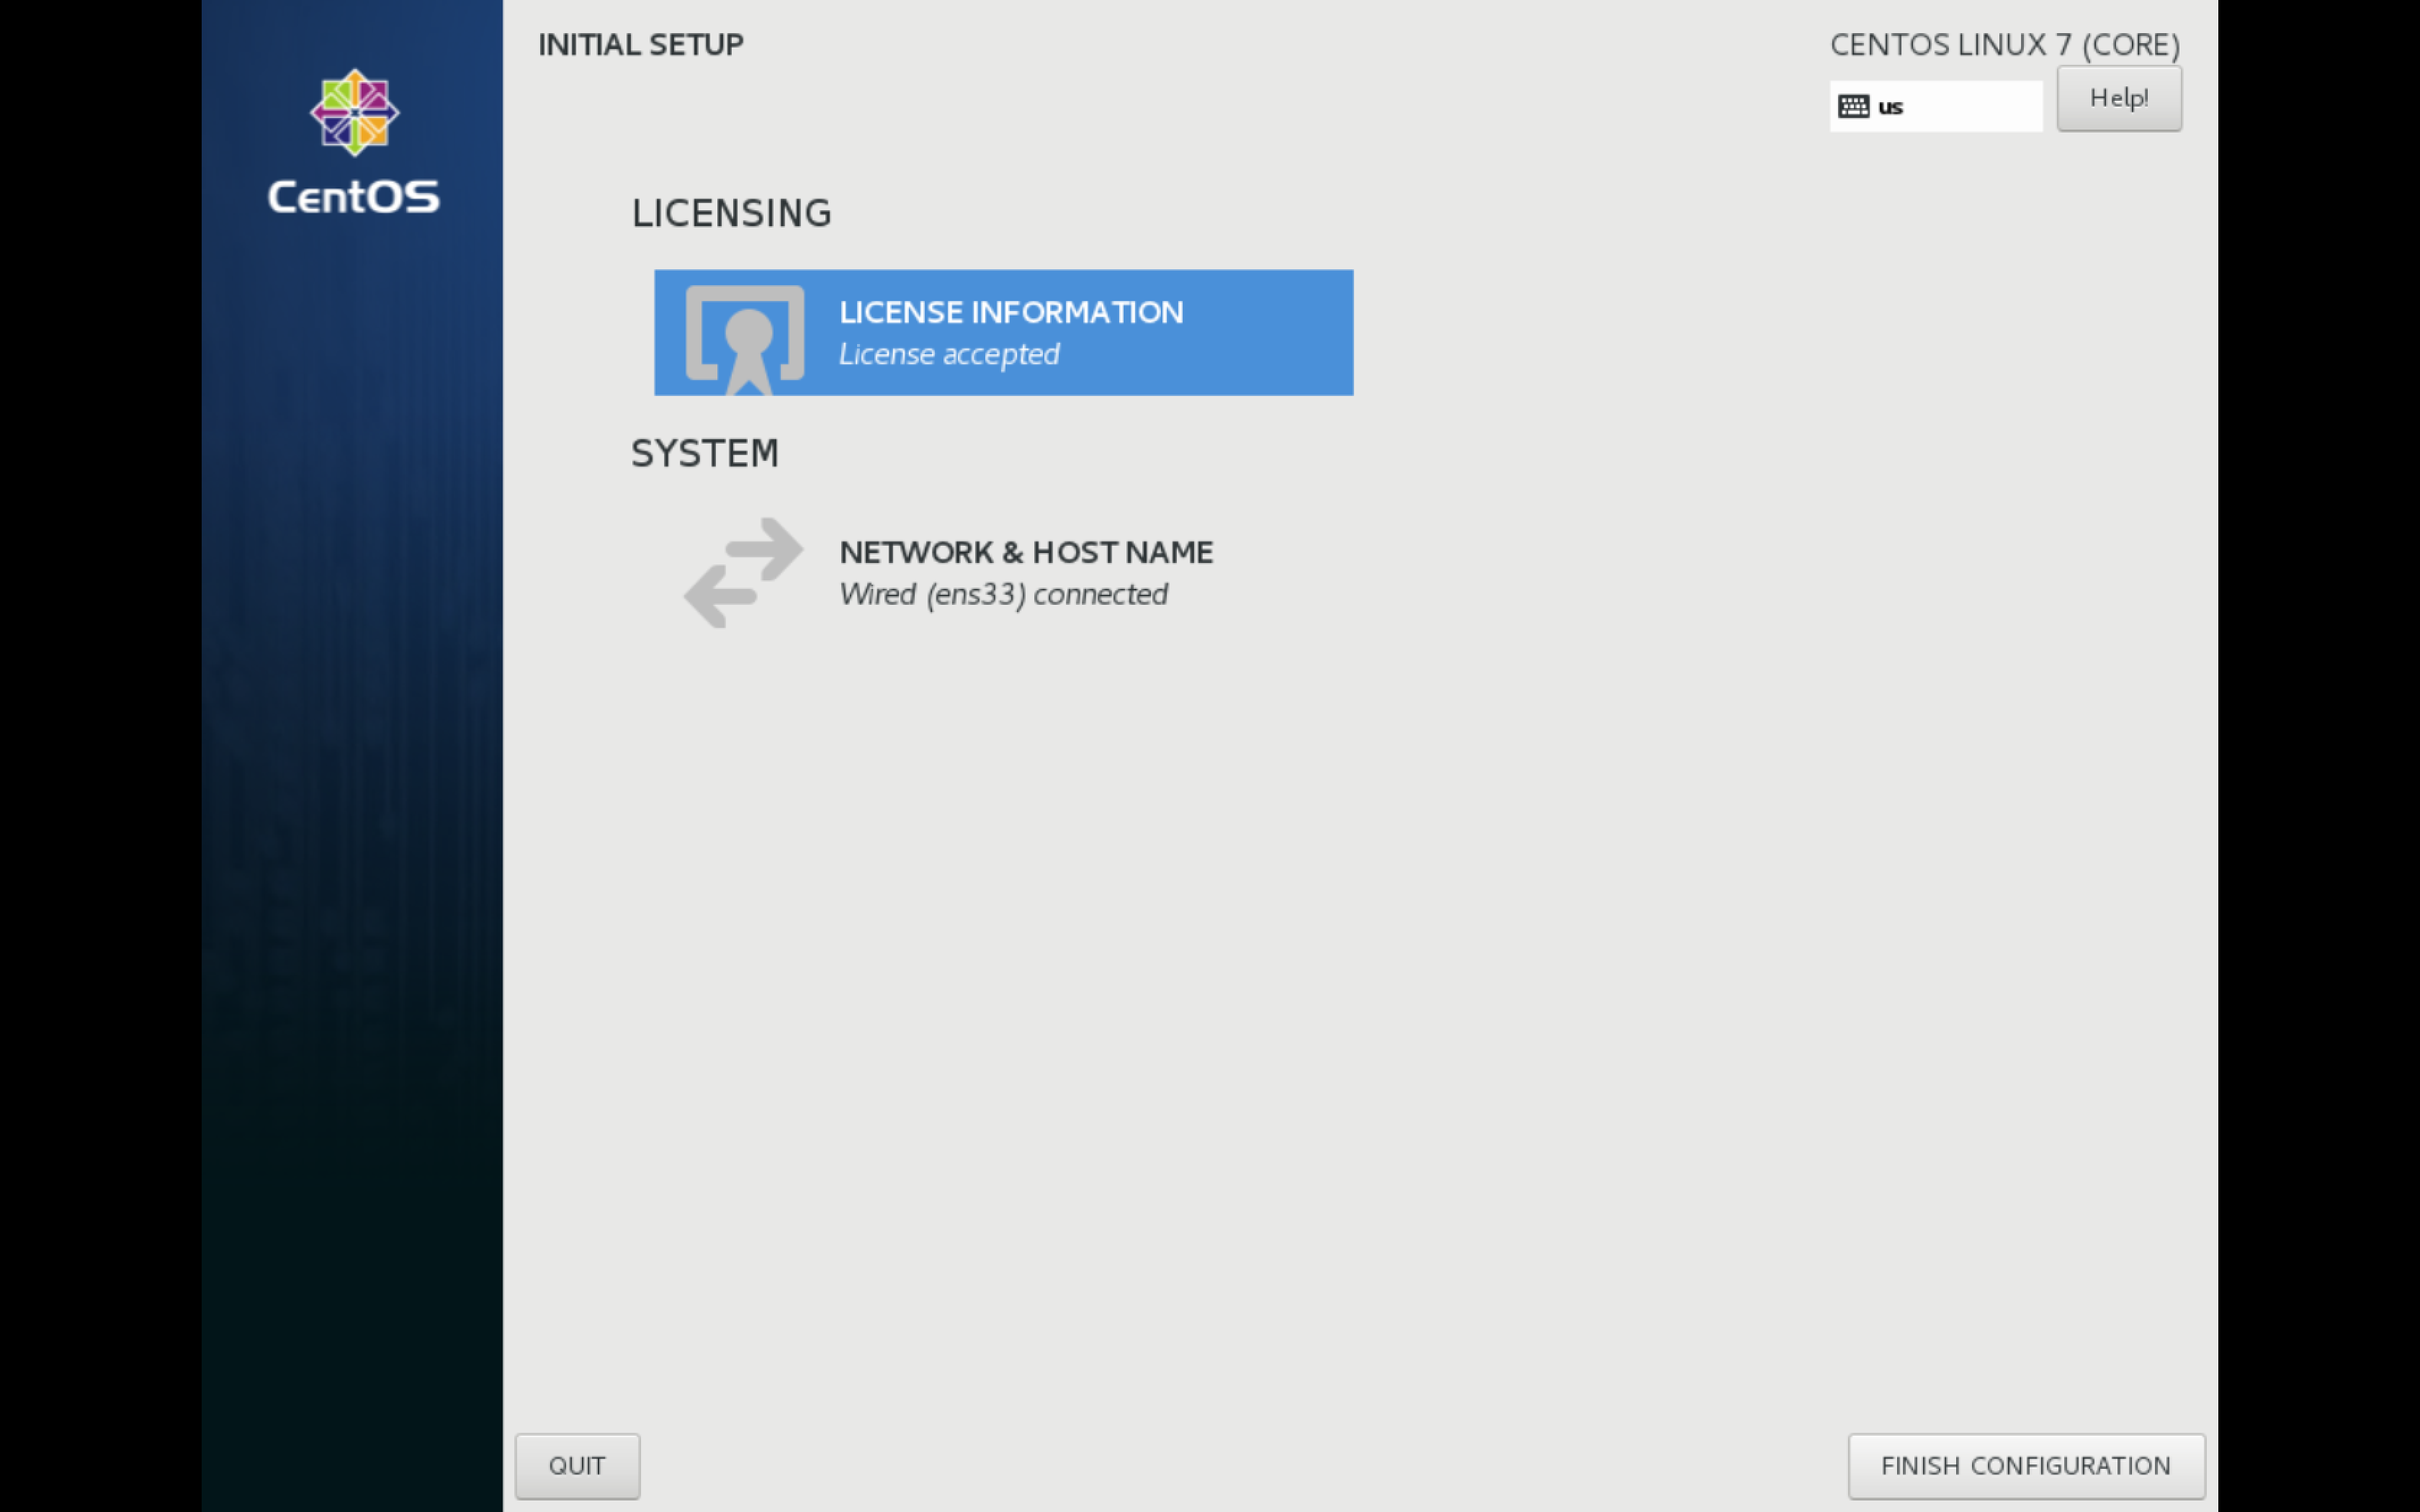 CentOS
INITIAL SETUP
CENTOS LINUX 7 (CORE)
us
Help!
LICENSING
LICENSE INFORMATION
License accepted
SYSTEM
NETWORK & HOST NAME
Wired (ens33) connected
QUIT
FINISH CONFIGURATION